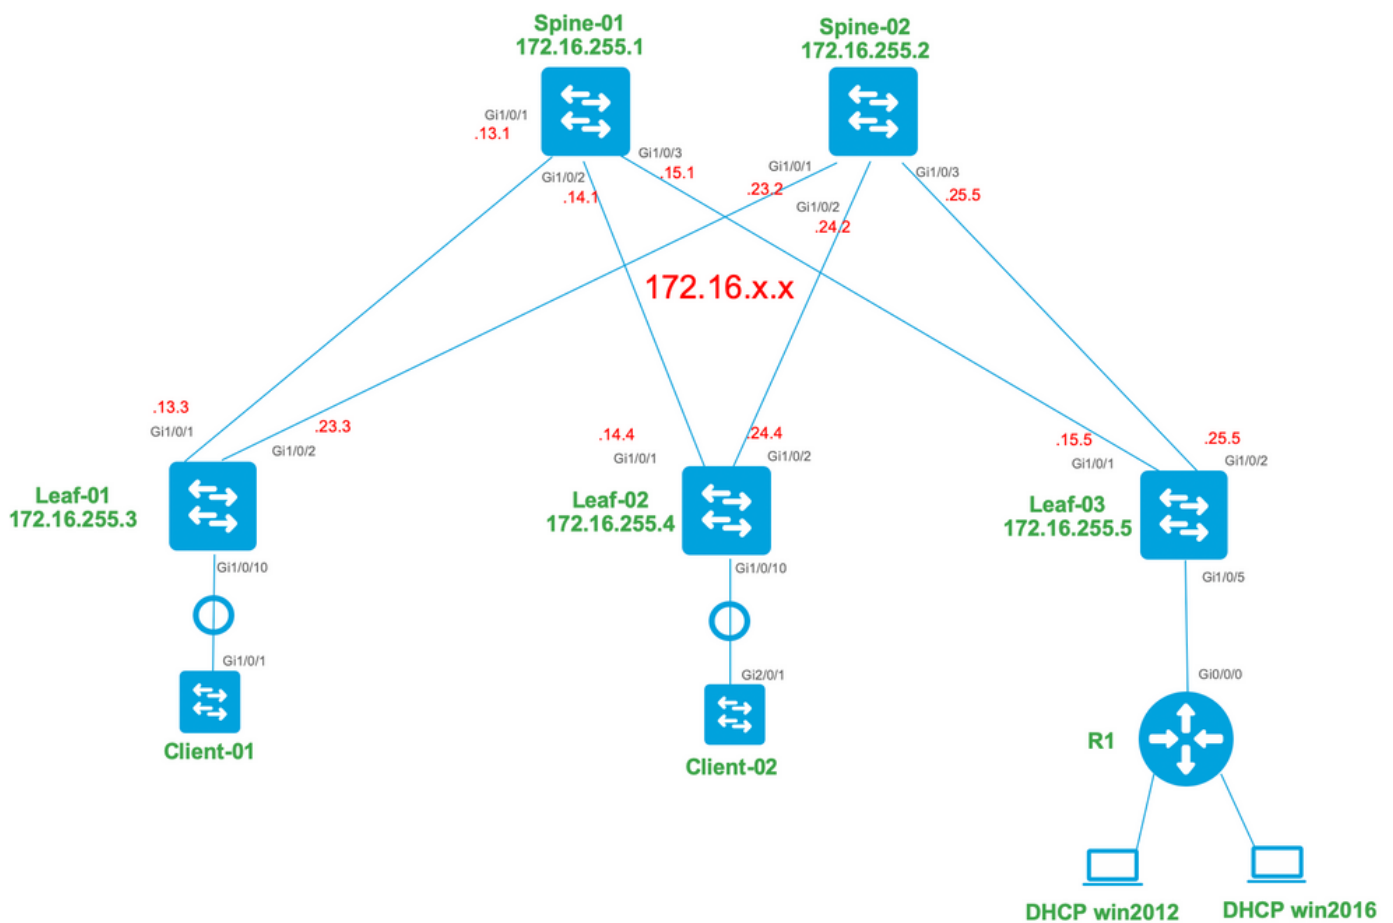 Spine-01
172.16.255.1
Spine-02
172.16.255.2
Gi1/0/1
.13.1
Gi1/0/2
.14.1
Gi1/0/3
.15.1
Gi1/0/1
.23.2
Gi1/0/2
.24.2
Gi1/0/3
.25.5
172.16.x.x
.13.3
Gi1/0/1
.23.3
Gi1/0/2
.14.4
Gi1/0/1
.24.4
Gi1/0/2
.15.5
Gi1/0/1
.25.5
Gi1/0/2
Leaf-01
172.16.255.3
Leaf-02
172.16.255.4
Leaf-03
172.16.255.5
Gi1/0/10
Gi1/0/10
Gi1/0/5
Gi1/0/1
Gi2/0/1
Gi0/0/0
Client-01
Client-02
R1
DHCP win2012
DHCP win2016